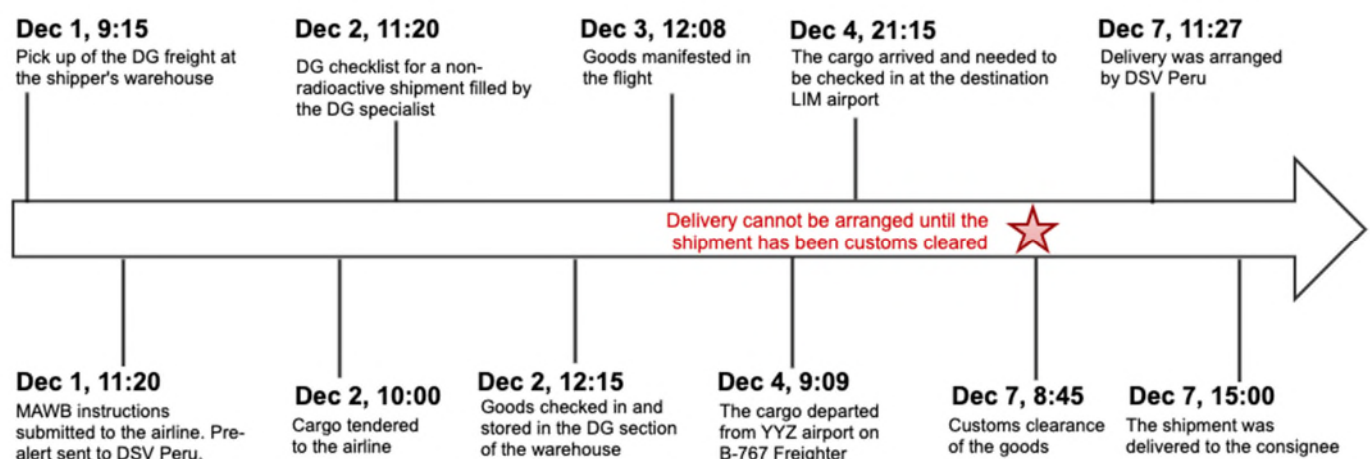 Dec 1, 9:15
Pick up of the DG freight at
the shipper's warehouse
Dec 2, 11:20
DG checklist for a non-
radioactive shipment filled by
the DG specialist
Dec 3, 12:08
Goods manifested in
the flight
Dec 4, 21:15
The cargo arrived and needed to
be checked in at the destination
LIM airport
Dec 7, 11:27
Delivery was arranged
by DSV Peru
Delivery cannot be arranged until the
shipment has been customs cleared
Dec 1, 11:20
MAWB instructions
submitted to the airline. Pre-
alert sent to DSV Peru.
Dec 2, 10:00
Cargo tendered
to the airline
Dec 2, 12:15
Goods checked in and
stored in the DG section
of the warehouse
Dec 4, 9:09
The cargo departed
from YYZ airport on
B-767 Freighter
Dec 7, 8:45
Customs clearance
of the goods
Dec 7, 15:00
The shipment was
delivered to the consignee